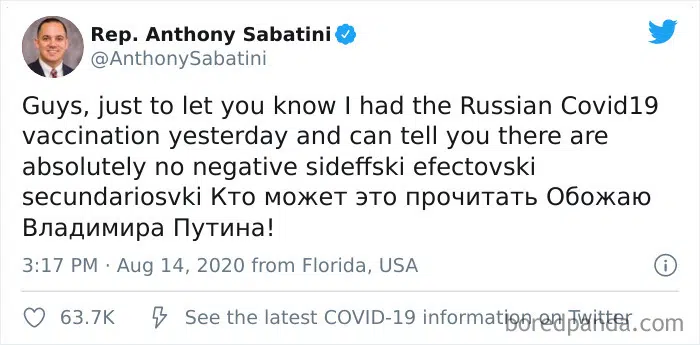 Rep. Anthony Sabatini
@AnthonySabatini
Guys, just to let you know I had the Russian Covid19
vaccination yesterday and can tell you there are
absolutely no negative sideffski efectovski
secundariosvki Кто может это прочитать Обожаю
Владимира Путина!
3:17 PM · Aug 14, 2020 from Florida, USA
63.7K See the latest COVID-19 information on Twitter
boredpanda.com